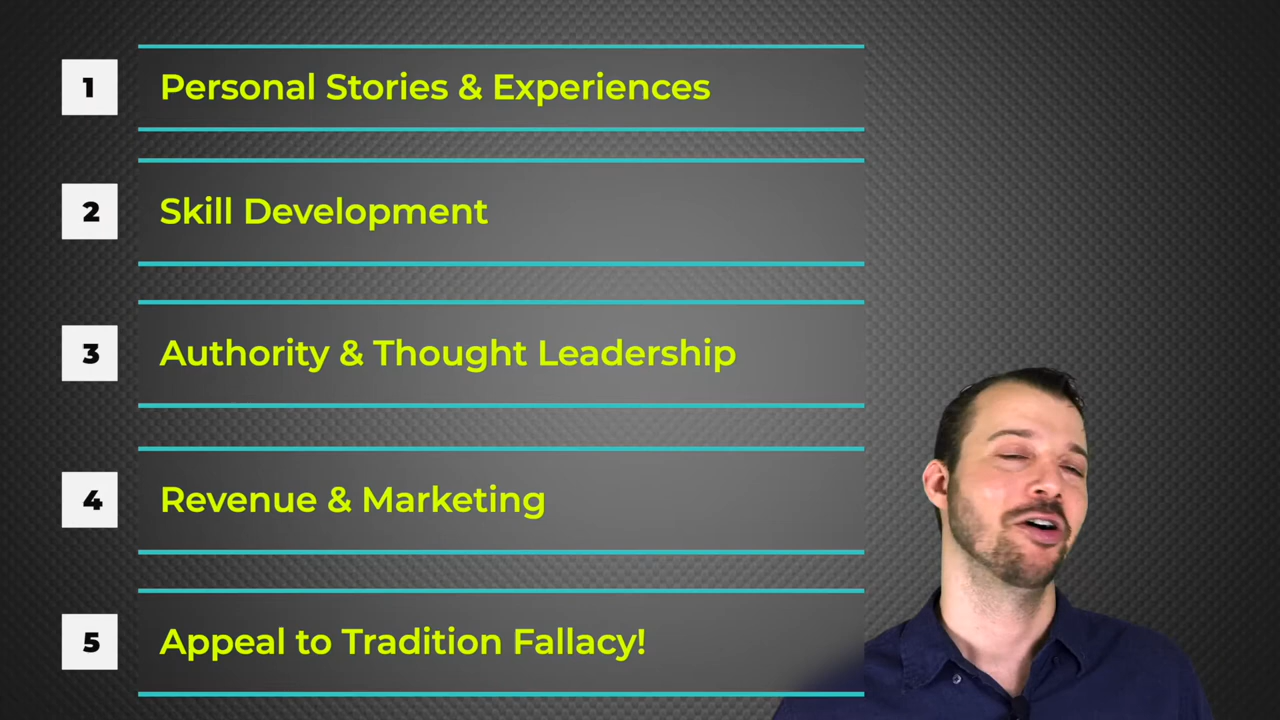 1 Personal Stories & Experiences
2 Skill Development
3 Authority & Thought Leadership
4 Revenue & Marketing
5 Appeal to Tradition Fallacy!